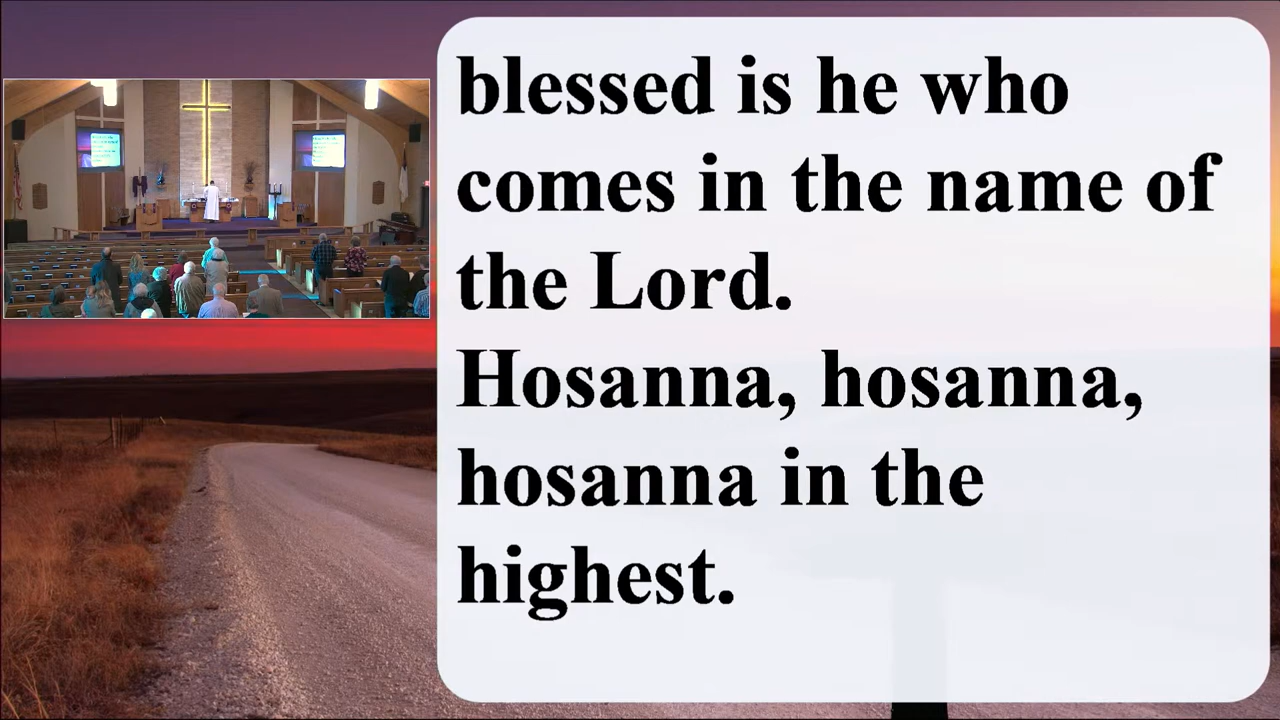 blessed is he who
comes in the name of
the Lord.
Hosanna, hosanna,
hosanna in the
highest.